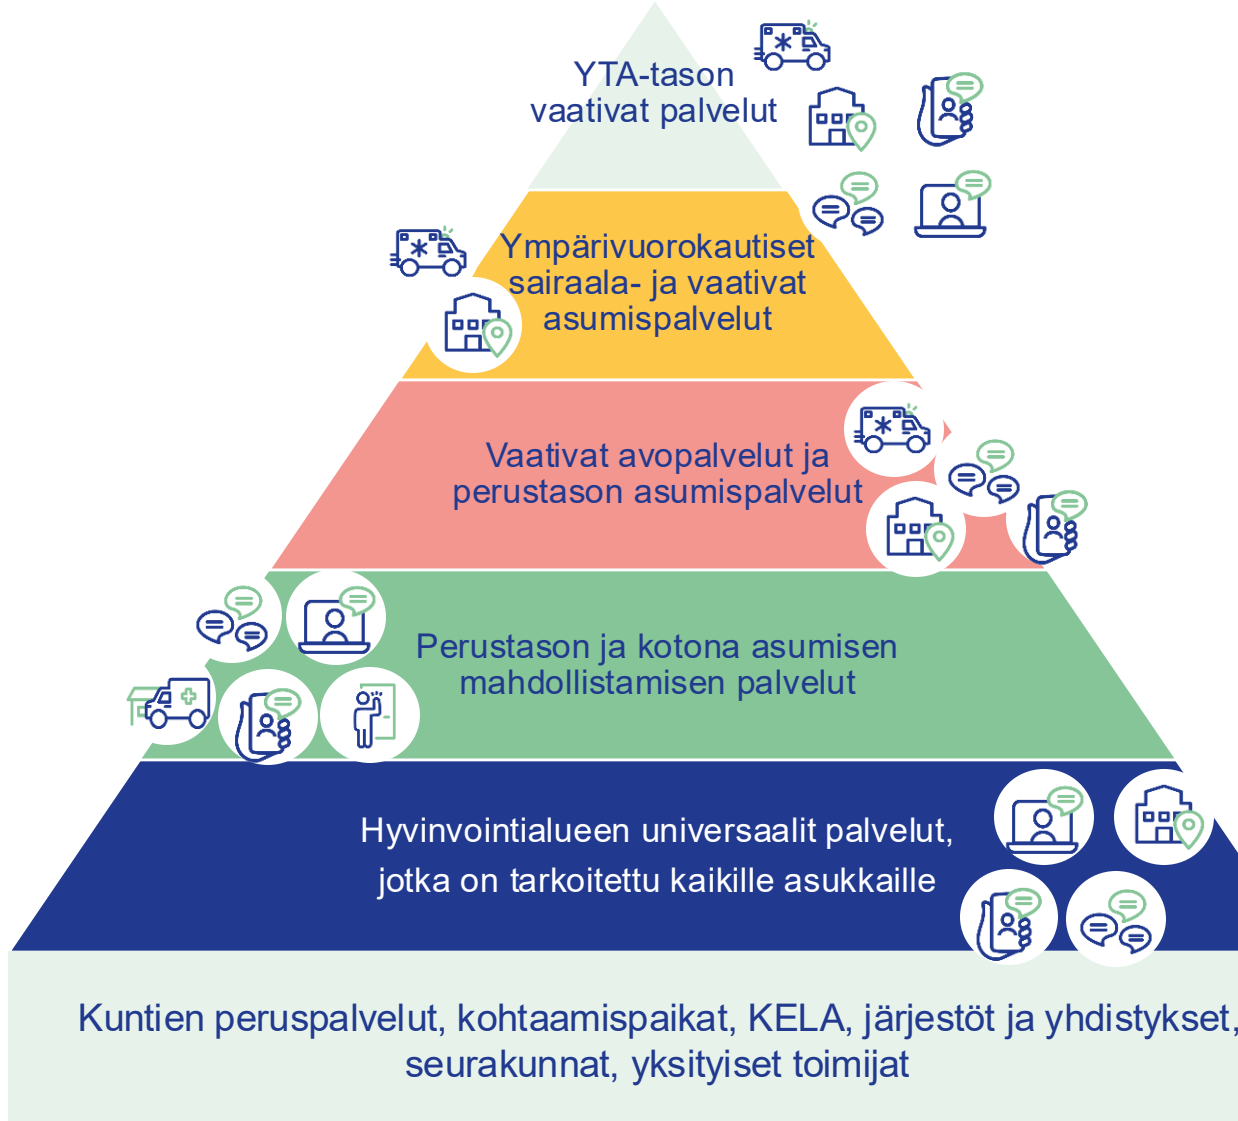 YTA-tason
vaativat palvelut
Ympärivuorokautiset
sairaala- ja vaativat
asumispalvelut
Vaativat avopalvelut ja
perustason asumispalvelut
Perustason ja kotona asumisen
mahdollistamisen palvelut
Hyvinvointialueen universaalit palvelut,
jotka on tarkoitettu kaikille asukkaille
Kuntien peruspalvelut, kohtaamispaikat, KELA, järjestöt ja yhdistykset,
seurakunnat, yksityiset toimijat